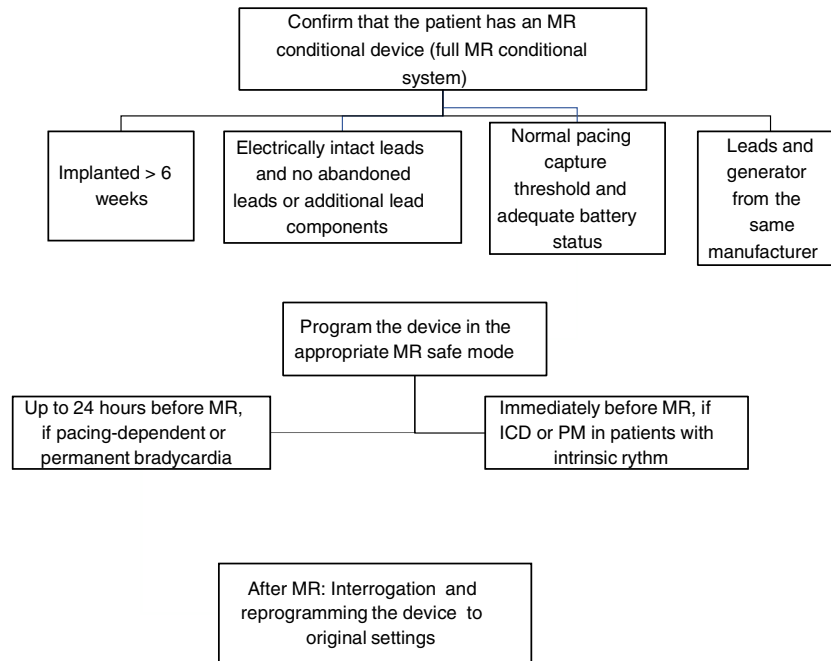 Confirm that the patient has an MR
conditional device (full MR conditional
system)
Implanted > 6
weeks
Electrically intact leads
and no abandoned
leads or additional lead
components
Normal pacing
capture
threshold and
adequate battery
status
Leads and
generator
from the
same
manufacturer
Program the device in the
appropriate MR safe mode
Up to 24 hours before MR,
if pacing-dependent or
permanent bradycardia
Immediately before MR, if
ICD or PM in patients with
intrinsic rythm
After MR: Interrogation and
reprogramming the device to
original settings